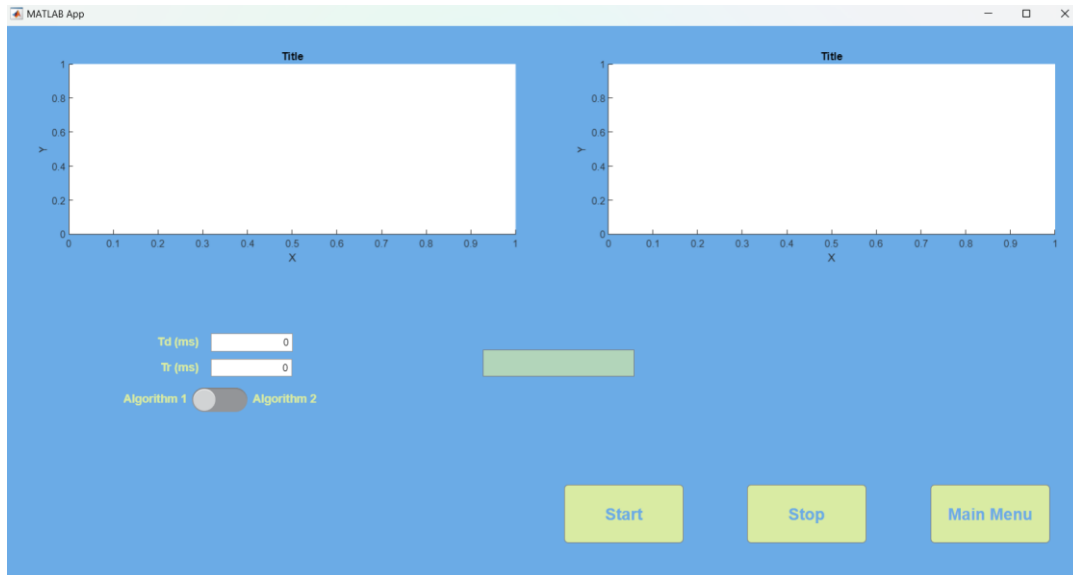 MATLAB App
Title
1
0.8
0.6
0.4
0.2
0
Y
0 0.1 0.2 0.3 0.4 0.5 0.6 0.7 0.8 0.9 1
X
Title
1
0.8
0.6
0.4
0.2
0
Y
0 0.1 0.2 0.3 0.4 0.5 0.6 0.7 0.8 0.9 1
X
Td (ms) 0
Tr (ms) 0
Algorithm 1 Algorithm 2
Start Stop Main Menu